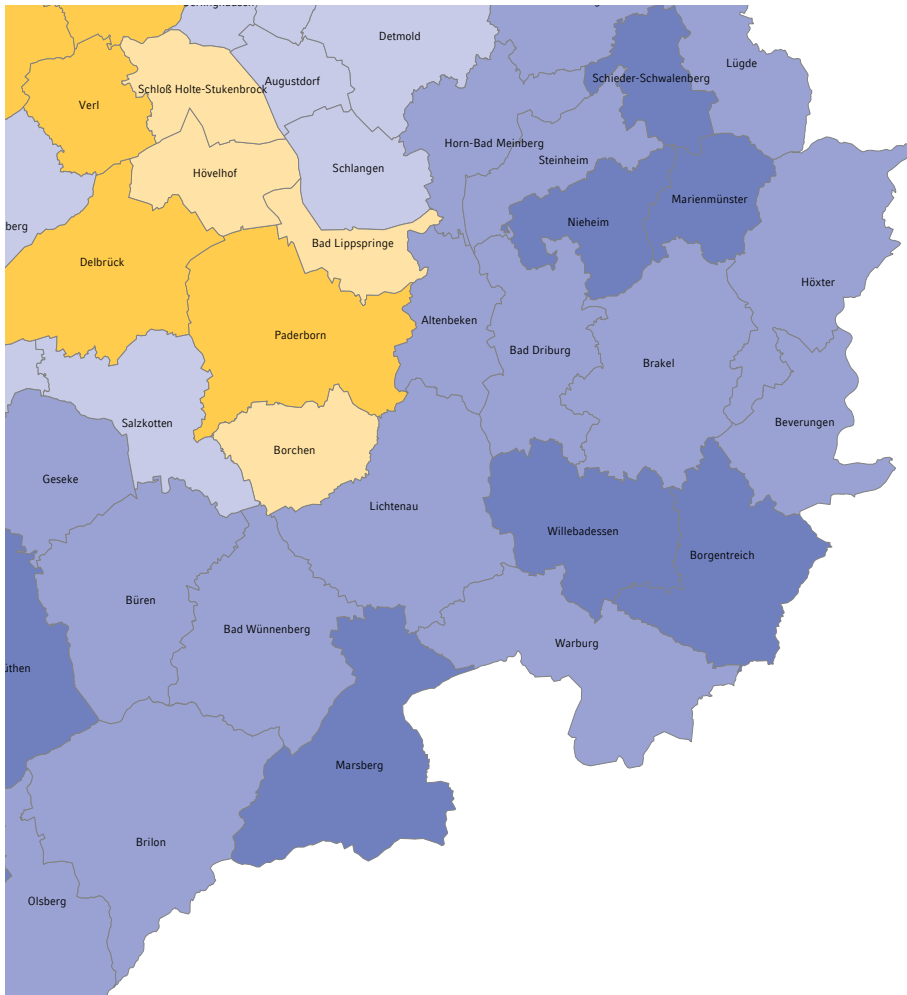 Detmold
Lügde
Schieder-Schwalenberg
Augustdorf
Schloß Holte-Stukenbrock
Verl
Horn-Bad Meinberg
Steinheim
Schlangen
Hövelhof
Marienmünster
Nieheim
berg
Bad Lippspringe
Delbrück
Höxter
Altenbeken
Paderborn
Bad Driburg
Brakel
Salzkotten
Beverungen
Borchen
Geseke
Lichtenau
Willebadessen
Borgentreich
Büren
Bad Wünnenberg
Warburg
üthen
Marsberg
Brilon
Olsberg